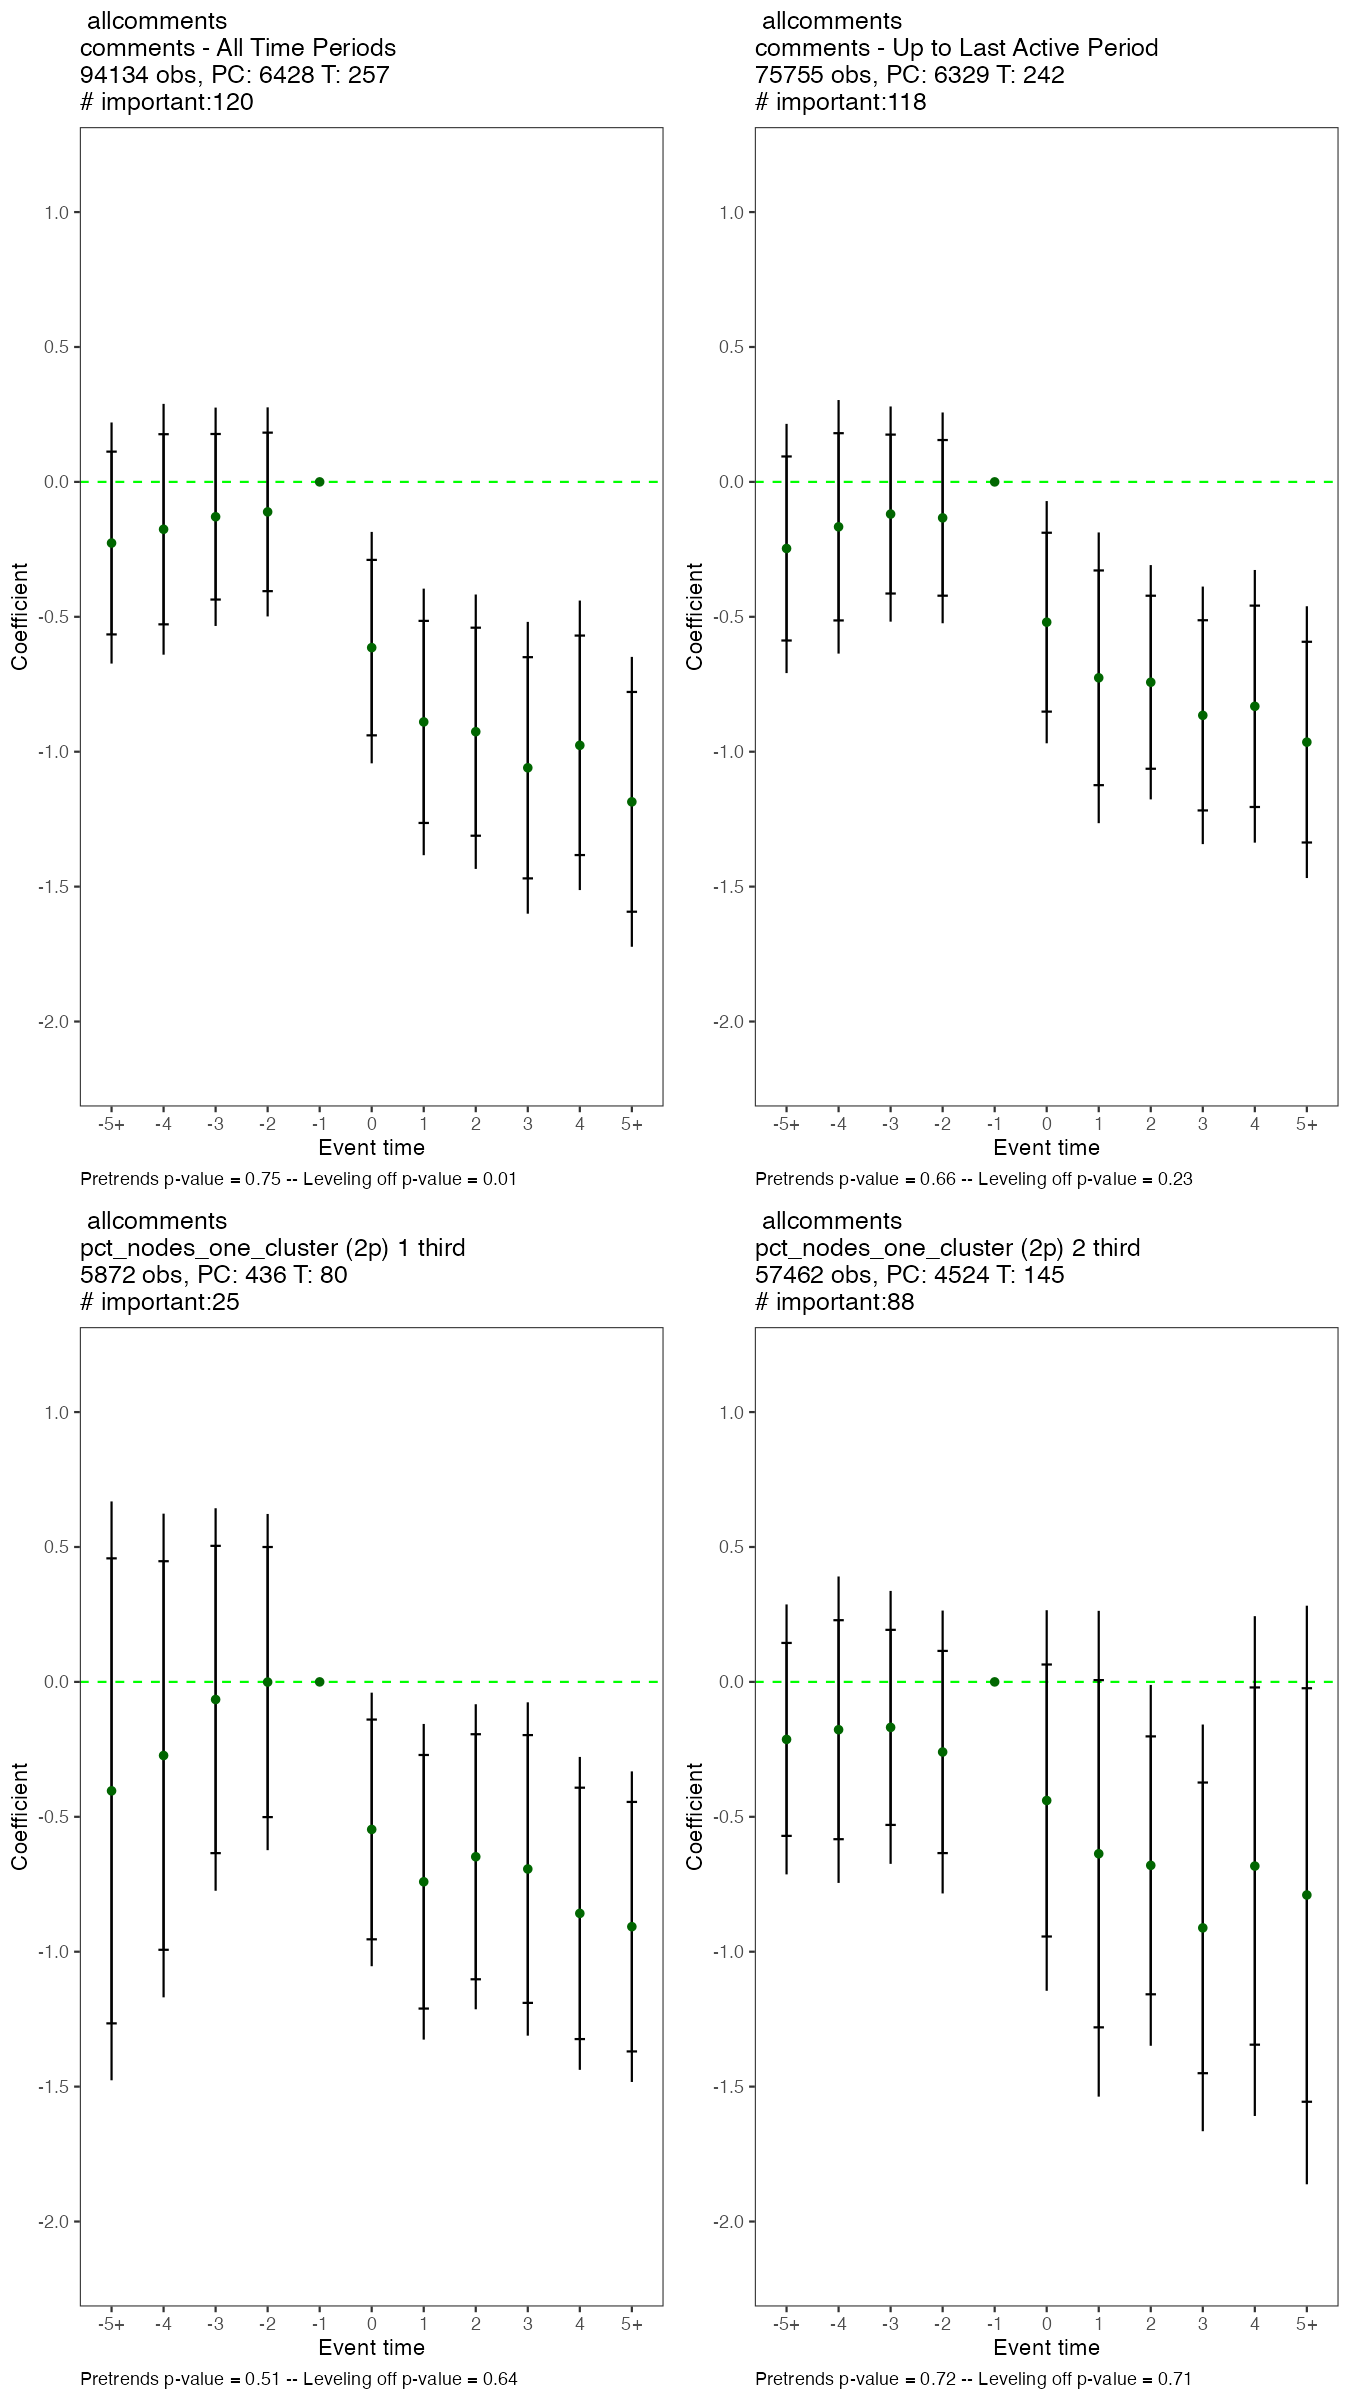 allcomments
comments - All Time Periods
94134 obs, PC: 6428 T: 257
# important:120
1.0
0.5
0.0
-0.5
-1.0
-1.5
-2.0
Coefficient
-5+ -4 -3 -2 -1 0 1 2 3 4 5+
Event time
Pretrends p-value = 0.75 -- Leveling off p-value = 0.01
allcomments
comments - Up to Last Active Period
75755 obs, PC: 6329 T: 242
# important:118
1.0
0.5
0.0
-0.5
-1.0
-1.5
-2.0
Coefficient
-5+ -4 -3 -2 -1 0 1 2 3 4 5+
Event time
Pretrends p-value = 0.66 -- Leveling off p-value = 0.23
allcomments
pct_nodes_one_cluster (2p) 1 third
5872 obs, PC: 436 T: 80
# important:25
1.0
0.5
0.0
-0.5
-1.0
-1.5
-2.0
Coefficient
-5+ -4 -3 -2 -1 0 1 2 3 4 5+
Event time
Pretrends p-value = 0.51 -- Leveling off p-value = 0.64
allcomments
pct_nodes_one_cluster (2p) 2 third
57462 obs, PC: 4524 T: 145
# important:88
1.0
0.5
0.0
-0.5
-1.0
-1.5
-2.0
Coefficient
-5+ -4 -3 -2 -1 0 1 2 3 4 5+
Event time
Pretrends p-value = 0.72 -- Leveling off p-value = 0.71